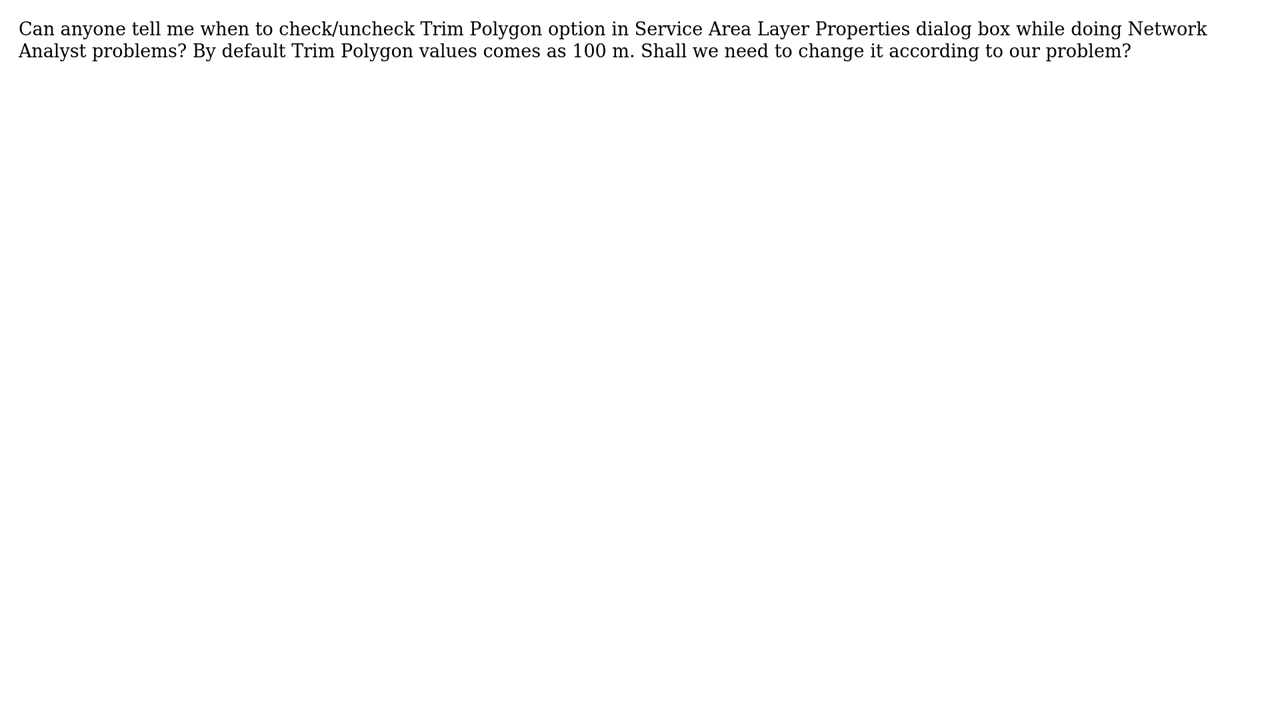 Can anyone tell me when to check/uncheck Trim Polygon option in Service Area Layer Properties dialog box while doing Network
Analyst problems? By default Trim Polygon values comes as 100 m. Shall we need to change it according to our problem?